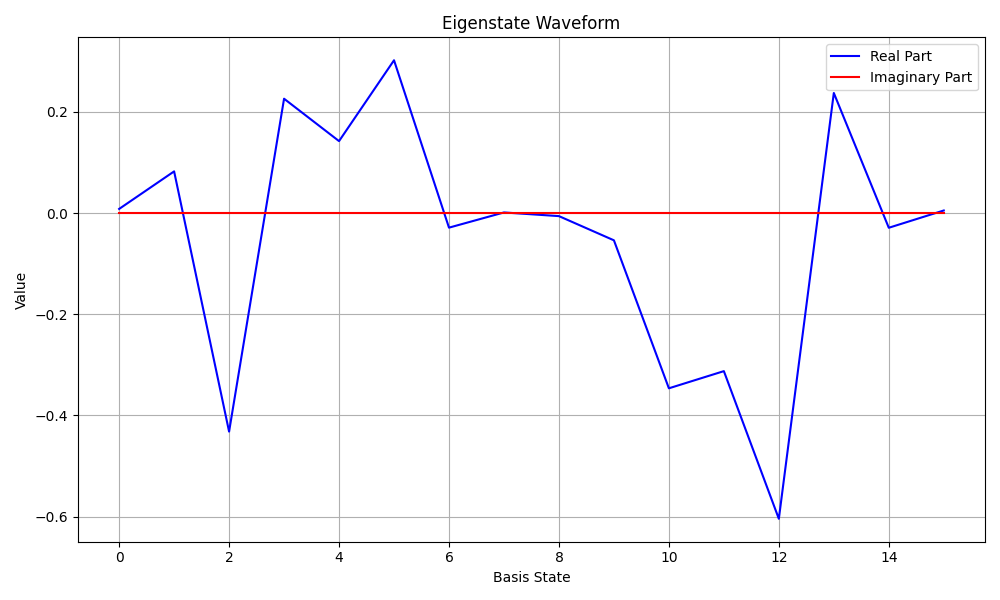 Eigenstate Waveform
Real Part
Imaginary Part
0.2
0.0
−0.2
−0.4
−0.6
Value
0 2 4 6 8 10 12 14
Basis State